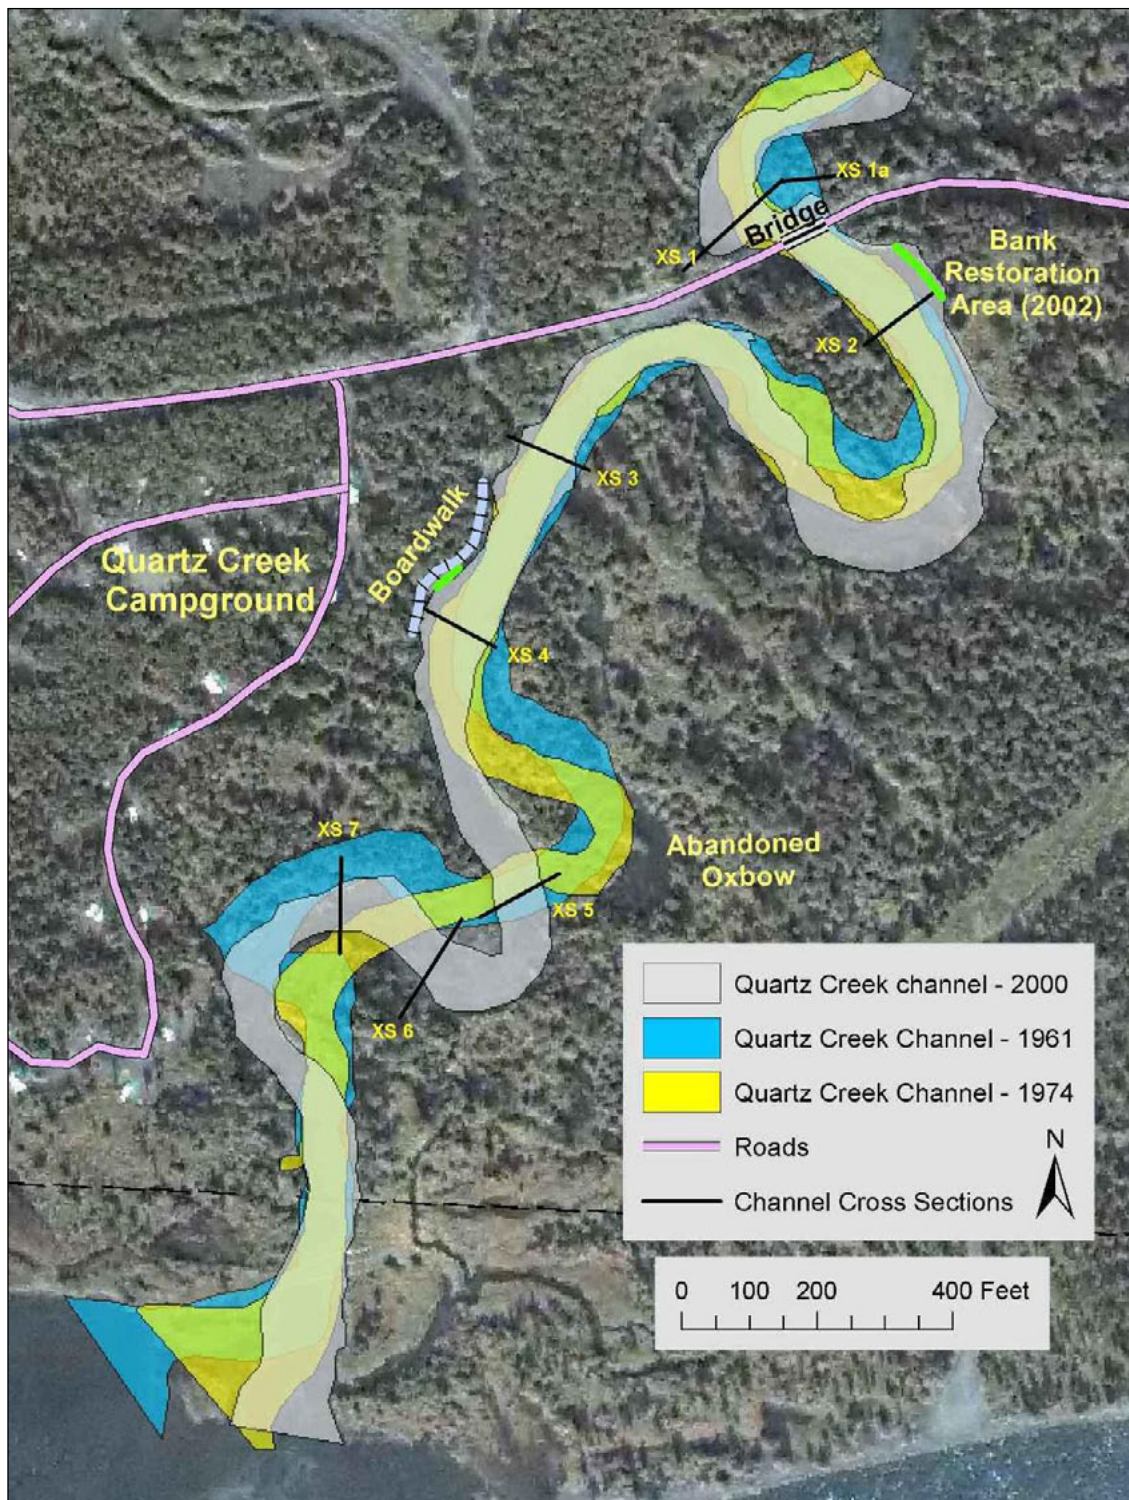 XS 1a
Bridge
XS 1
Bank
Restoration
Area (2002)
XS 2
XS 3
Boardwalk
Quartz Creek
Campground
XS 4
XS 7
Abandoned
Oxbow
XS 5
XS 6
Quartz Creek channel - 2000
Quartz Creek Channel - 1961
Quartz Creek Channel - 1974
Roads
N
Channel Cross Sections
0 100 200 400 Feet